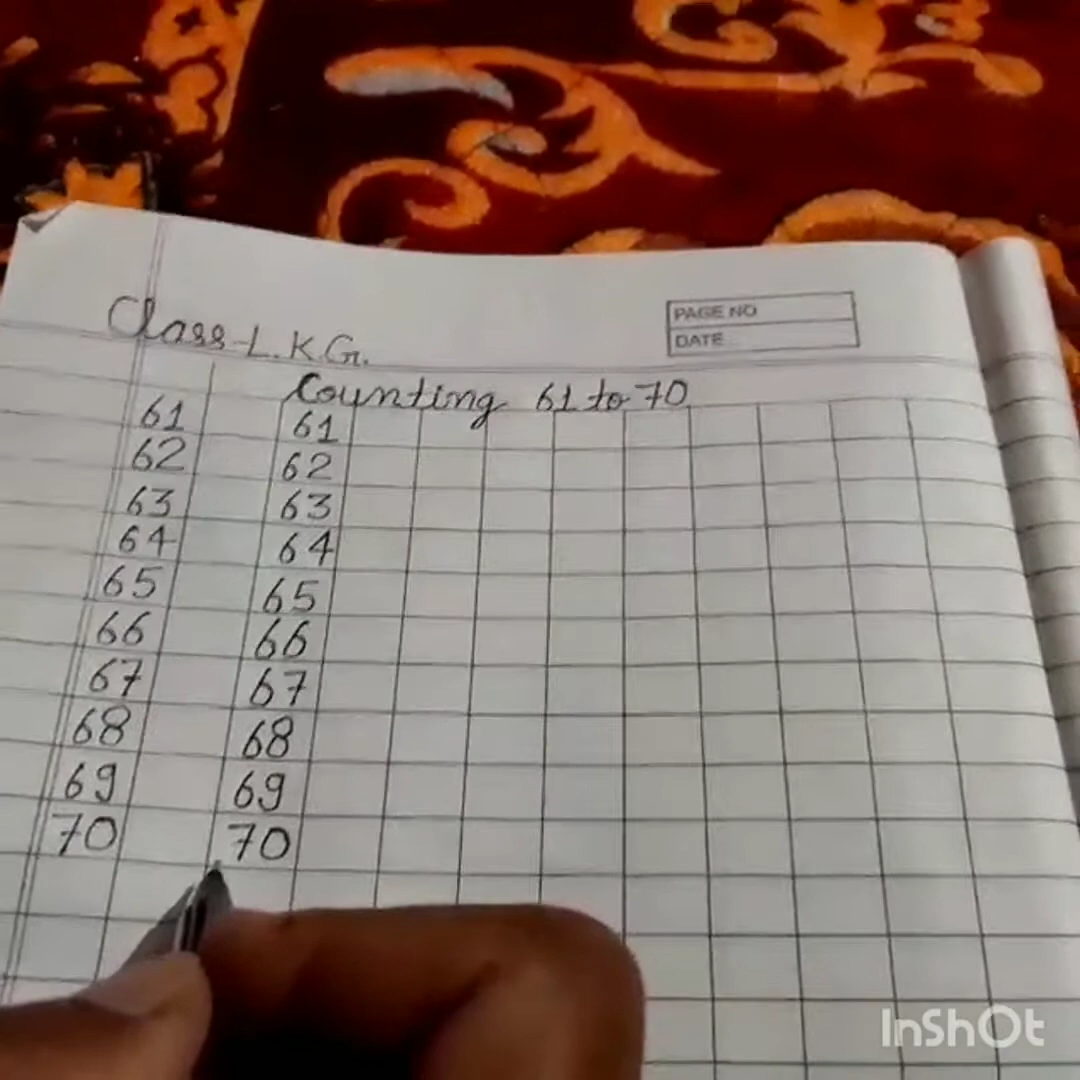 Class-L.K.G.
PAGE NO
DATE
Counting 61 to 70
61 61
62 62
63 63
64 64
65 65
66 66
67 67
68 68
69 69
70 70
InShOt